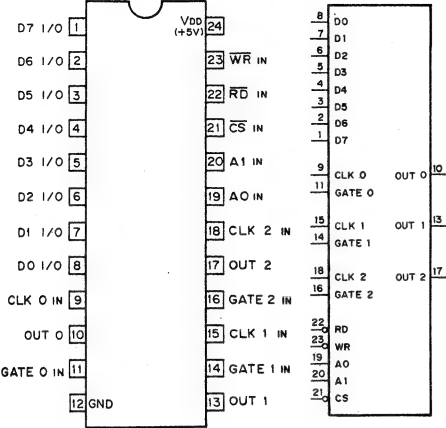 D7 I/O 1
D6 I/O 2
D5 I/O 3
D4 I/O 4
D3 I/O 5
D2 I/O 6
D1 I/O 7
D0 I/O 8
CLK 0 IN 9
OUT 0 10
GATE 0 IN 11
12 GND
VDD (+5V) 24
23 WR IN
22 RD IN
21 CS IN
20 A1 IN
19 A0 IN
18 CLK 2 IN
17 OUT 2
16 GATE 2 IN
15 CLK 1 IN
14 GATE 1 IN
13 OUT 1
8 D0
7 D1
6 D2
5 D3
4 D4
3 D5
2 D6
1 D7
9 CLK 0 OUT 0 10
11 GATE 0
15 CLK 1 OUT 1 13
14 GATE 1
18 CLK 2 OUT 2 17
16 GATE 2
22 RD
23 WR
19 A0
20 A1
21 CS